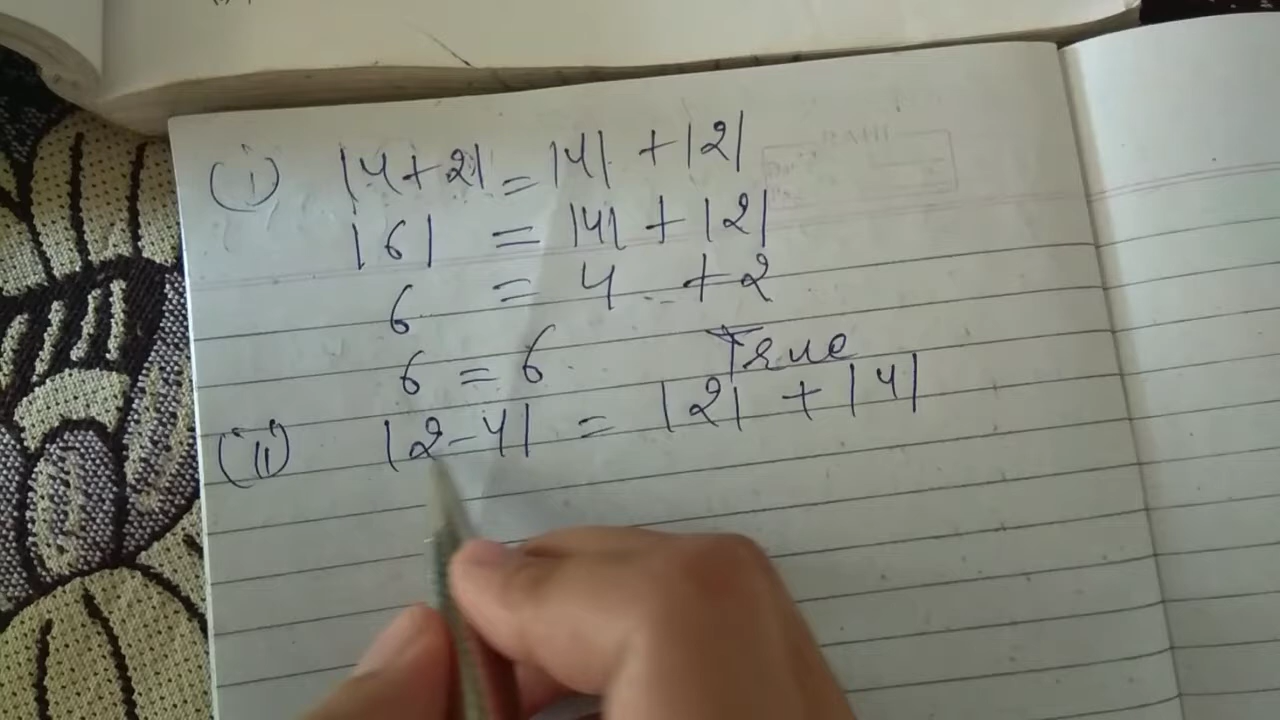 (i) |4+2| = |4| + |2|
|6| = |4| + |2|
6 = 4 + 2
6 = 6 True
(ii) |2-4| = |2| + |4|